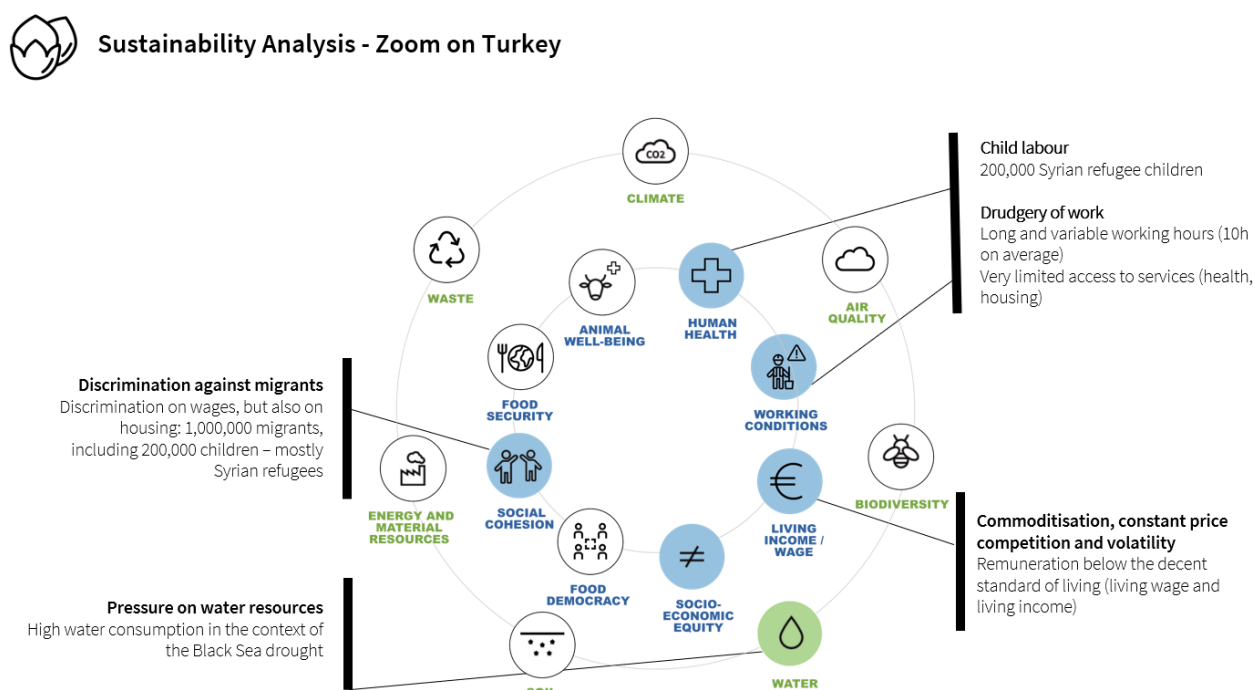 Sustainability Analysis - Zoom on Turkey
CO2
CLIMATE
Child labour
200,000 Syrian refugee children
Drudgery of work
Long and variable working hours (10h
on average)
Very limited access to services (health,
housing)
WASTE
AIR
QUALITY
ANIMAL
WELL-BEING
HUMAN
HEALTH
Discrimination against migrants
Discrimination on wages, but also on
housing: 1,000,000 migrants,
including 200,000 children – mostly
Syrian refugees
FOOD
SECURITY
WORKING
CONDITIONS
BIODIVERSITY
ENERGY AND
MATERIAL
RESOURCES
SOCIAL
COHESION
LIVING
INCOME /
WAGE
Commoditisation, constant price
competition and volatility
Remuneration below the decent
standard of living (living wage and
living income)
FOOD
DEMOCRACY
SOCIO-
ECONOMIC
EQUITY
Pressure on water resources
High water consumption in the context of
the Black Sea drought
WATER